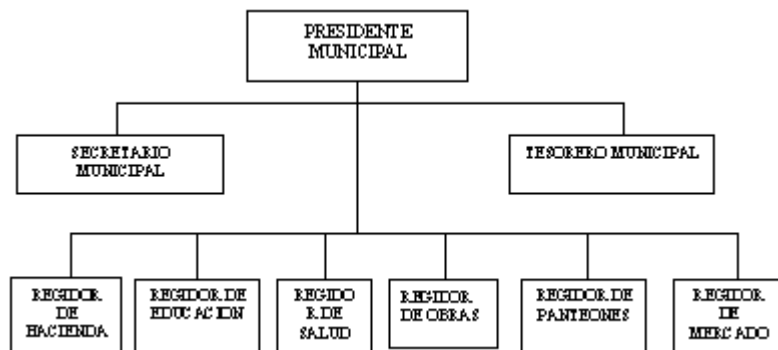 PRESIDENTE
MUNICIPAL
SECRETARIO
MUNICIPAL
TESORERO MUNICIPAL
REGIDOR
DE
HACIENDA
REGIDOR DE
EDUCACION
REGIDO
R DE
SALUD
REGIDOR
DE OBRAS
REGIDOR DE
PANTEONES
REGIDOR
DE
MERCADO